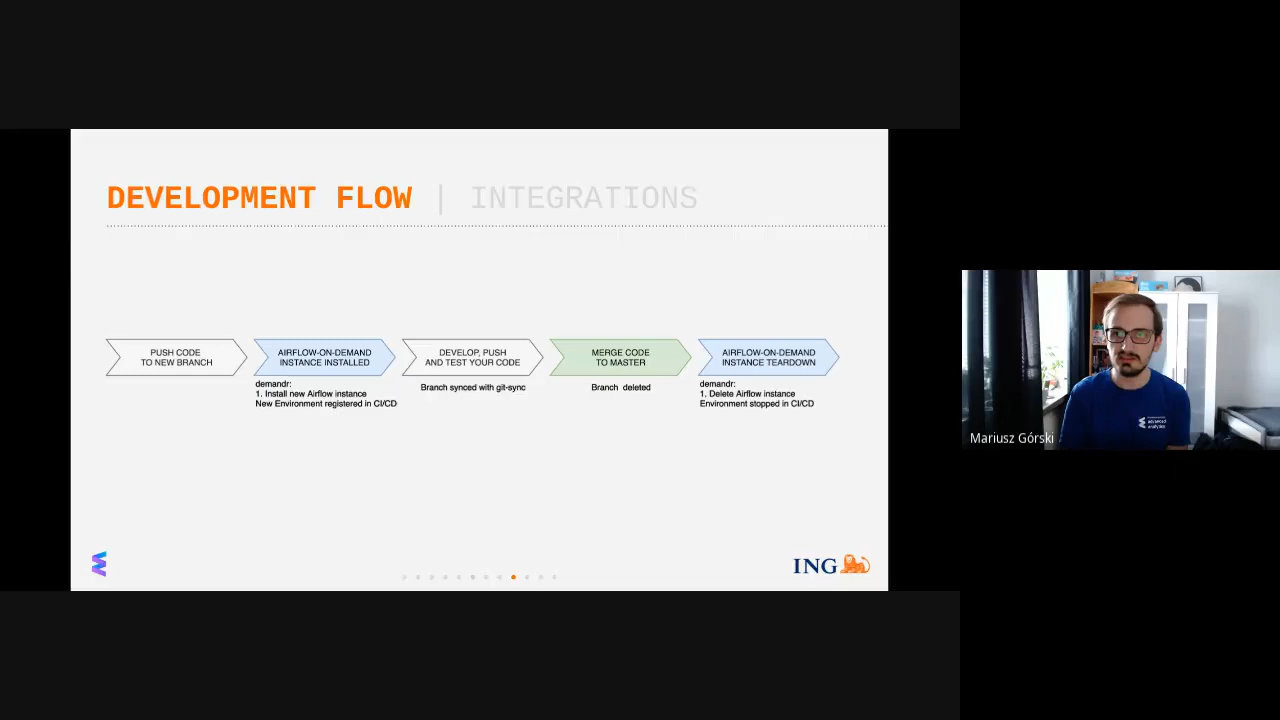 DEVELOPMENT FLOW | INTEGRATIONS
PUSH CODE
TO NEW BRANCH
AIRFLOW-ON-DEMAND
INSTANCE INSTALLED
demandr:
1. Install new Airflow instance
New Environment registered in CI/CD
DEVELOP, PUSH
AND TEST YOUR CODE
Branch synced with git-sync
MERGE CODE
TO MASTER
Branch deleted
AIRFLOW-ON-DEMAND
INSTANCE TEARDOWN
demandr:
1. Delete Airflow instance
Environment stopped in CI/CD
ING
Mariusz Górski
advanced
analytics